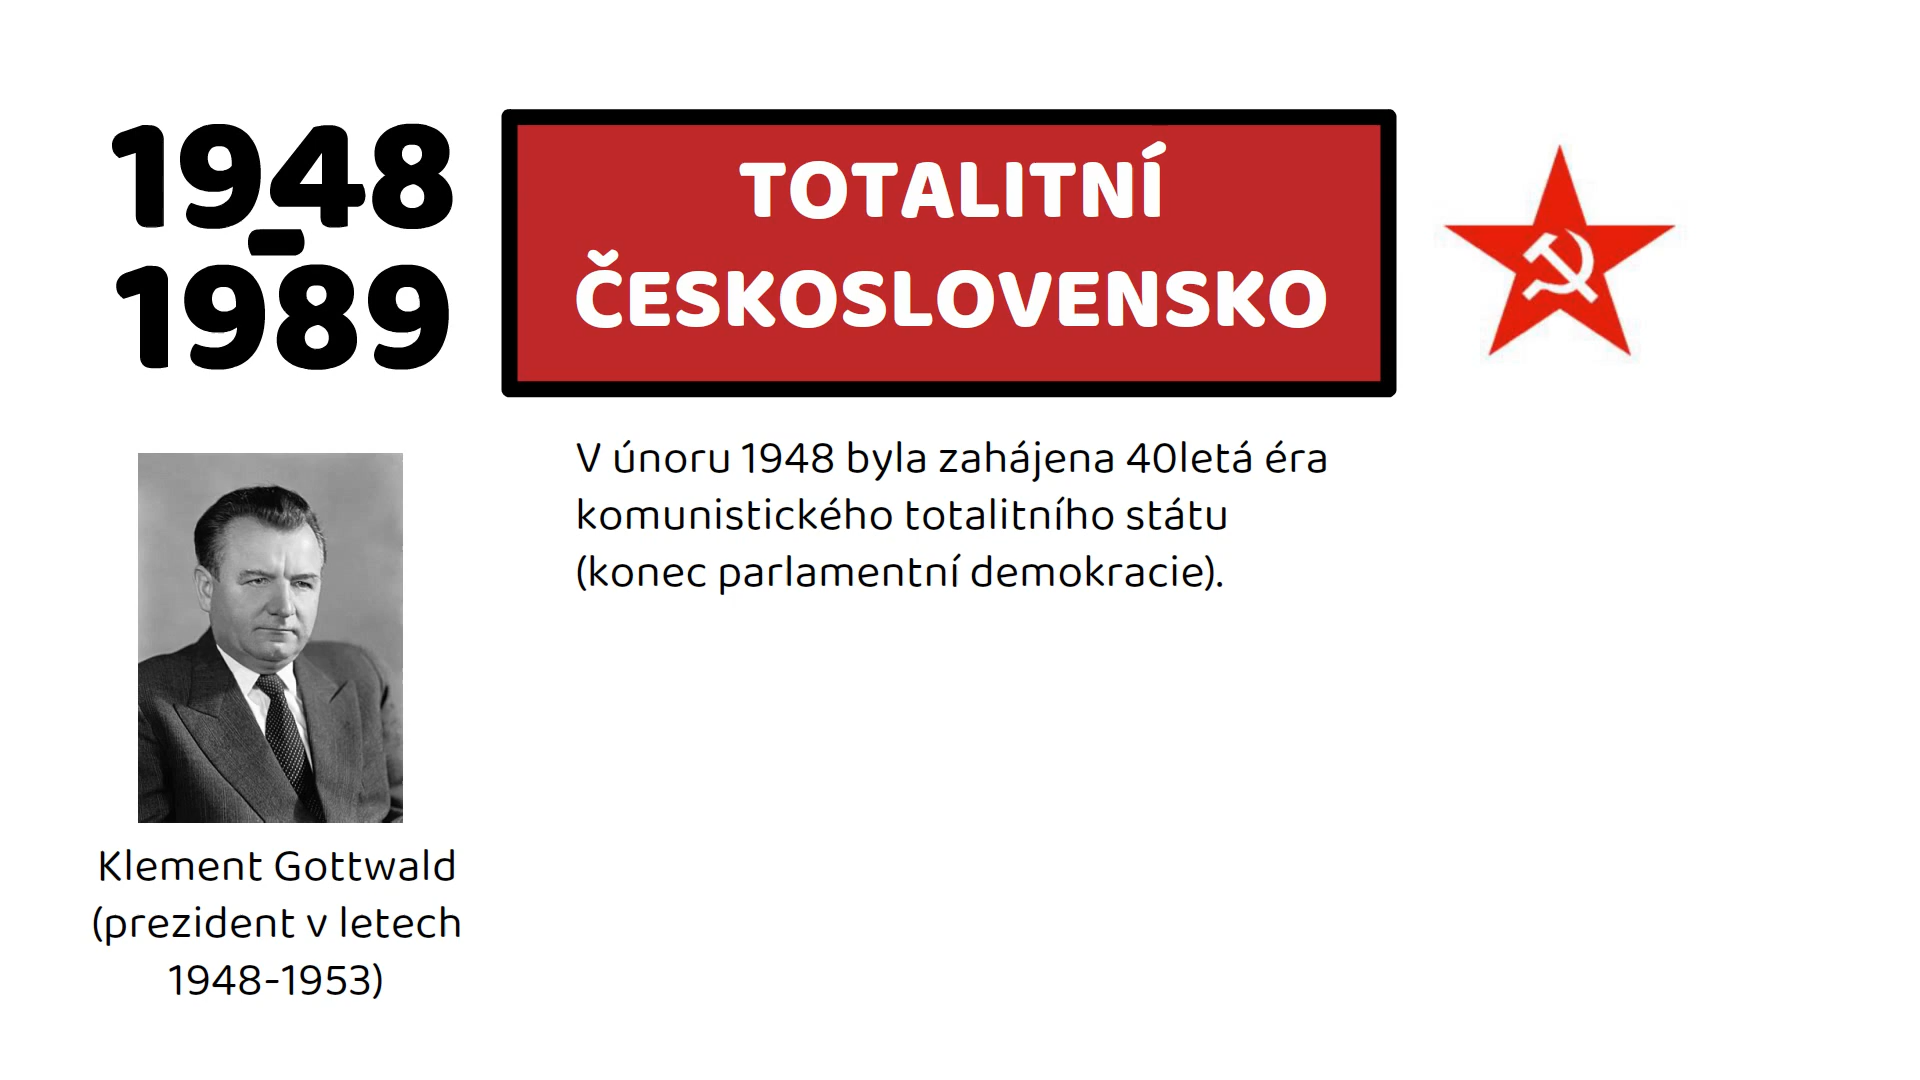 1948
-
1989
TOTALITNÍ
ČESKOSLOVENSKO
V únoru 1948 byla zahájena 40letá éra
komunistického totalitního státu
(konec parlamentní demokracie).
Klement Gottwald
(prezident v letech
1948-1953)